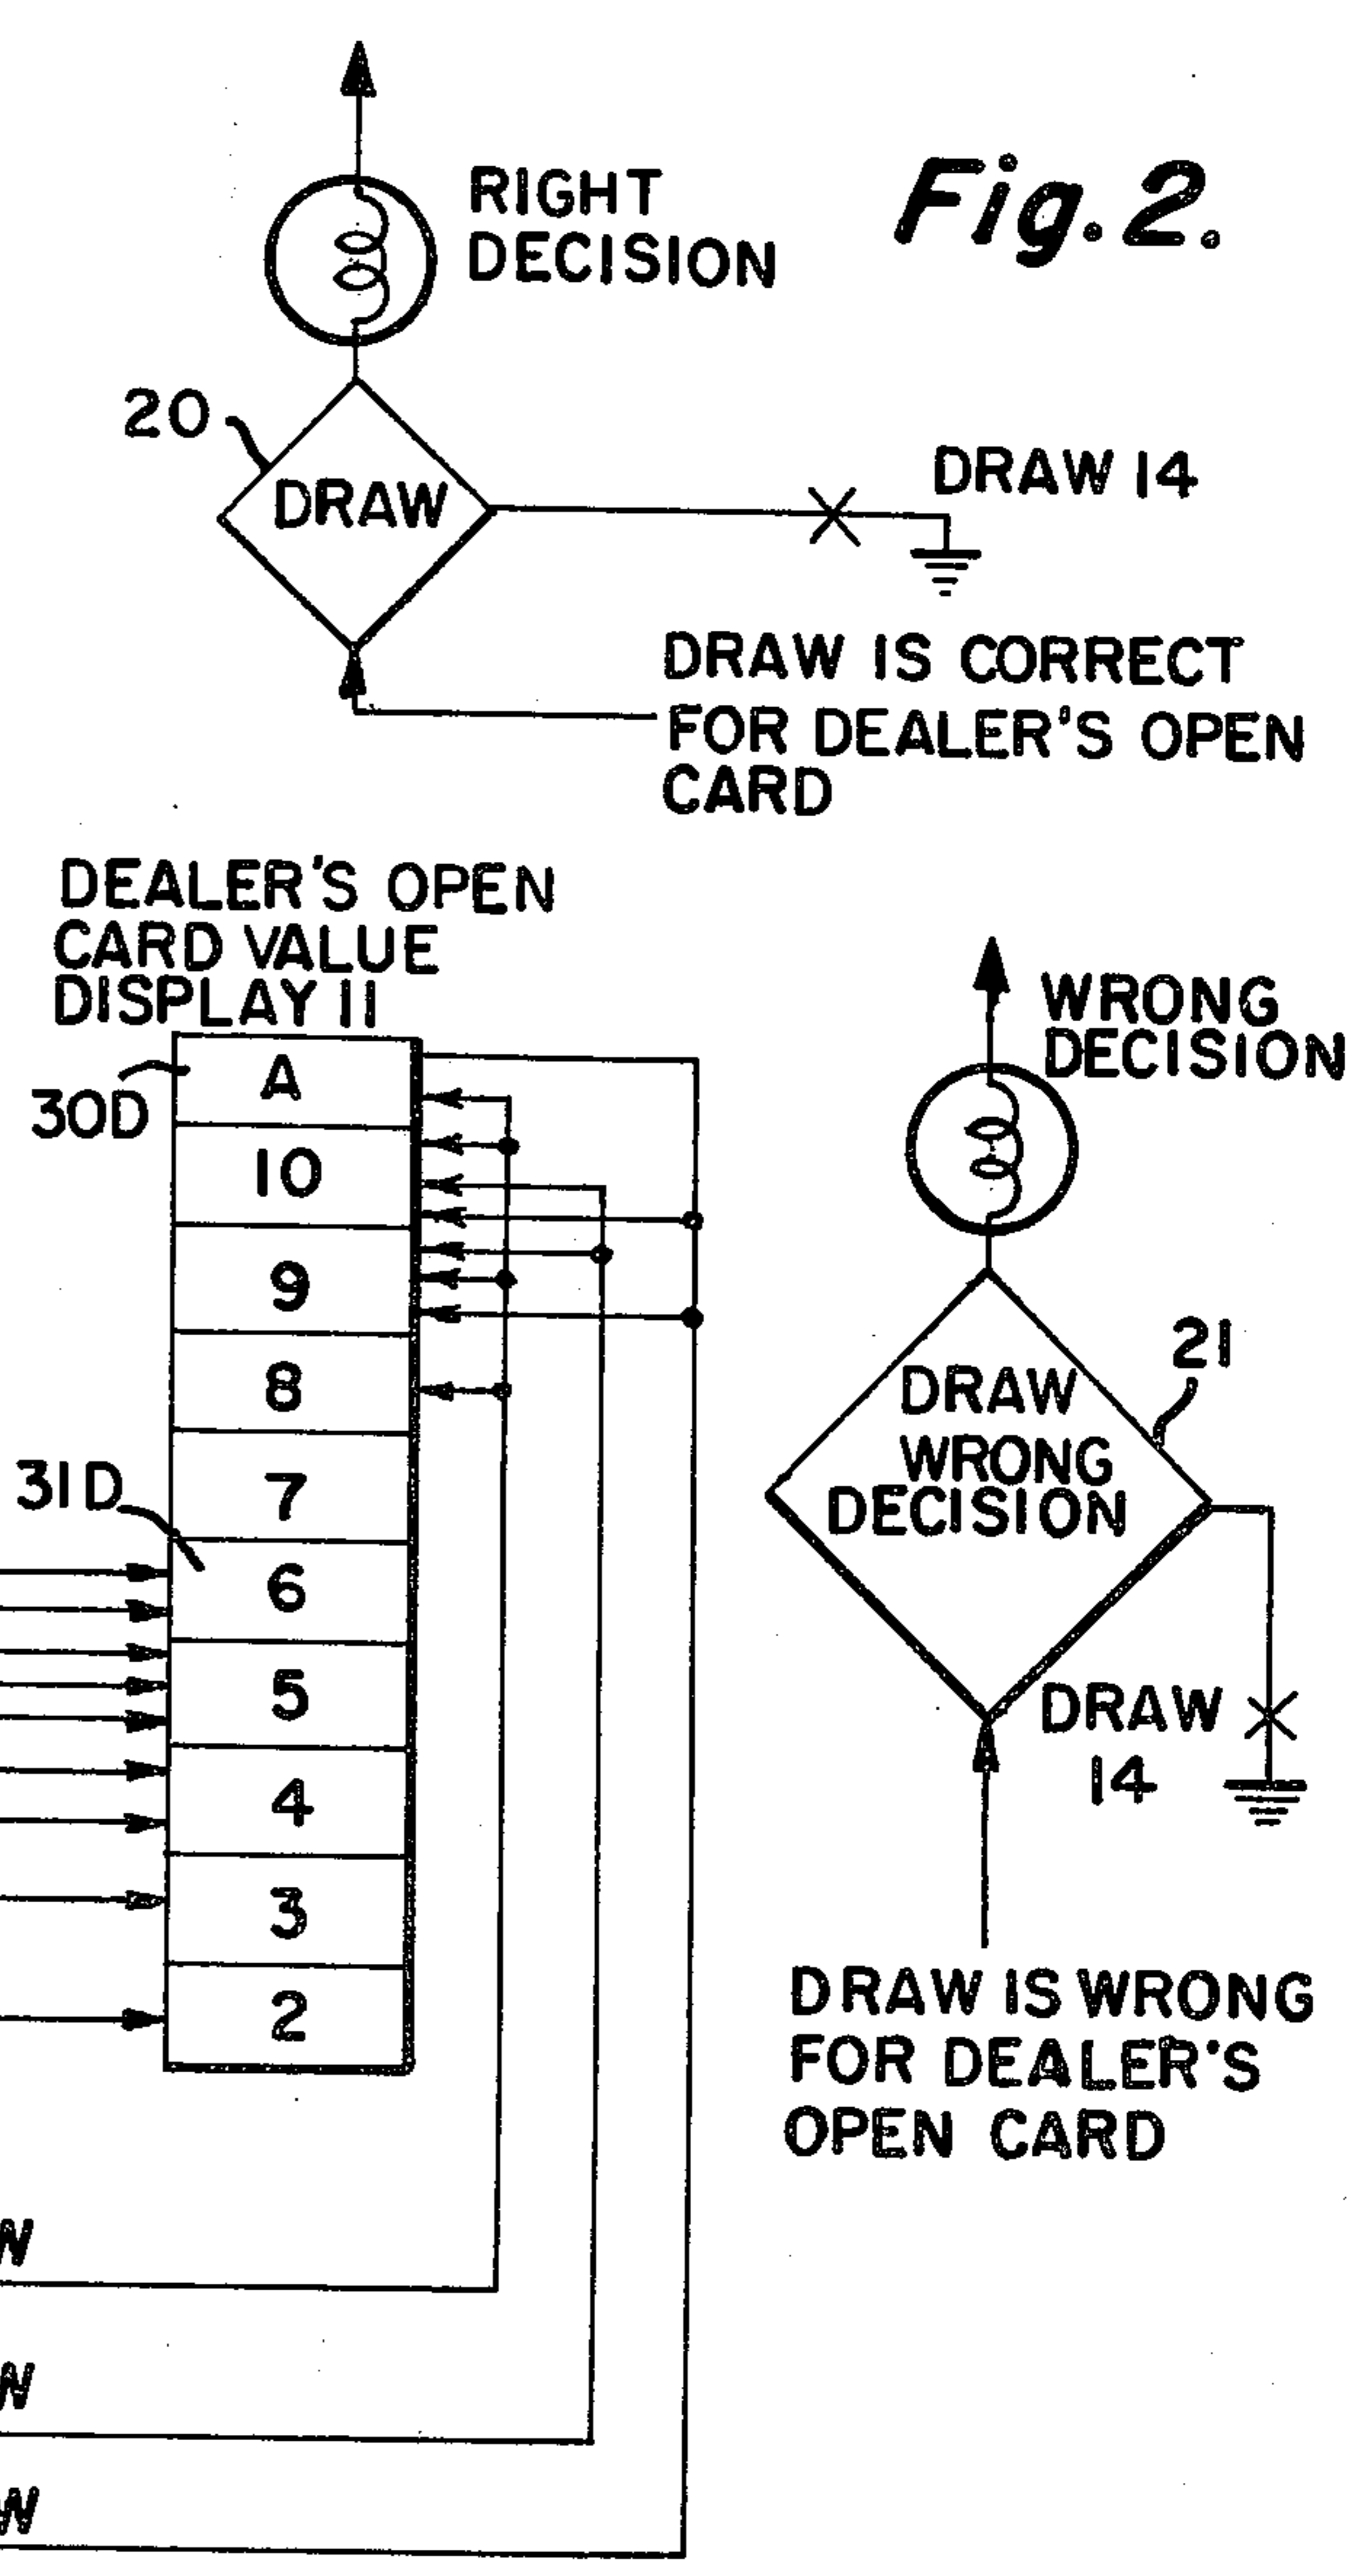 Fig. 2.
RIGHT
DECISION
20
DRAW
DRAW 14
DRAW IS CORRECT
FOR DEALER'S OPEN
CARD
DEALER'S OPEN
CARD VALUE
DISPLAY 11
30D
A
10
9
8
7
31D
6
5
4
3
2
WRONG
DECISION
21
DRAW
WRONG
DECISION
DRAW
14
DRAW IS WRONG
FOR DEALER'S
OPEN CARD
W
W
W